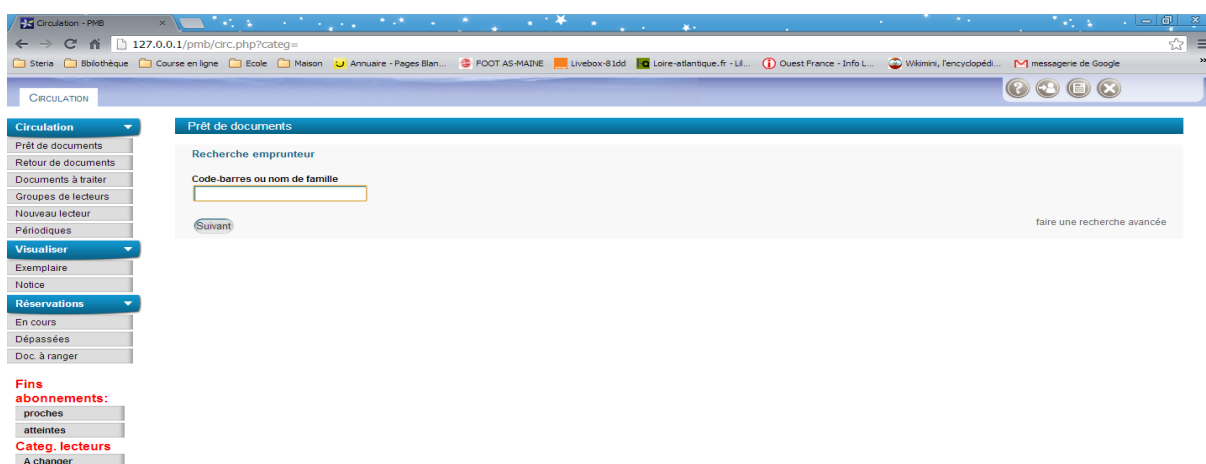 Circulation - PMB
127.0.0.1/pmb/circ.php?categ=
Steria Bbilothèque Course en ligne Ecole Maison Annuaire - Pages Blan... FOOT AS-MAINE Livebox-81dd Loire-atlantique.fr - Lil... Ouest France - Info L... Wikimini, l'encyclopédi... messagerie de Google »
CIRCULATION
Circulation
Prêt de documents
Retour de documents
Documents à traiter
Groupes de lecteurs
Nouveau lecteur
Périodiques
Visualiser
Exemplaire
Notice
Réservations
En cours
Dépassées
Doc. à ranger
Fins
abonnements:
proches
atteintes
Categ. lecteurs
A changer
Prêt de documents
Recherche emprunteur
Code-barres ou nom de famille
Suivant
faire une recherche avancée